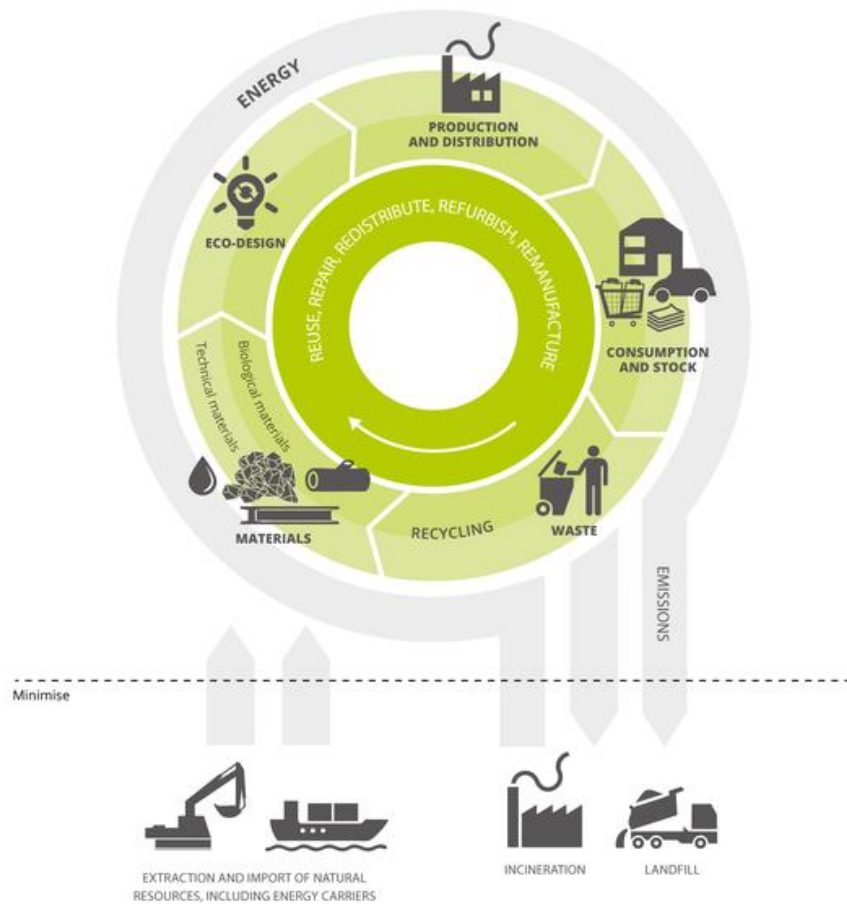 ENERGY
PRODUCTION
AND DISTRIBUTION
ECO-DESIGN
REUSE, REPAIR, REDISTRIBUTE, REFURBISH, REMANUFACTURE
CONSUMPTION
AND STOCK
Technical materials
Biological materials
MATERIALS
RECYCLING
WASTE
EMISSIONS
Minimise
EXTRACTION AND IMPORT OF NATURAL
RESOURCES, INCLUDING ENERGY CARRIERS
INCINERATION
LANDFILL